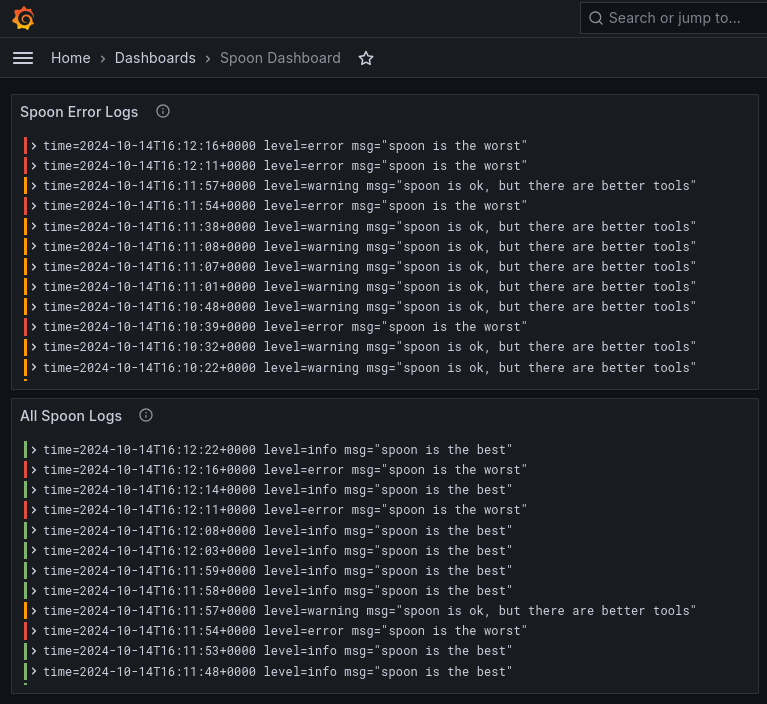 Search or jump to...
Home › Dashboards › Spoon Dashboard
Spoon Error Logs
time=2024-10-14T16:12:16+0000 level=error msg="spoon is the worst"
time=2024-10-14T16:12:11+0000 level=error msg="spoon is the worst"
time=2024-10-14T16:11:57+0000 level=warning msg="spoon is ok, but there are better tools"
time=2024-10-14T16:11:54+0000 level=error msg="spoon is the worst"
time=2024-10-14T16:11:38+0000 level=warning msg="spoon is ok, but there are better tools"
time=2024-10-14T16:11:08+0000 level=warning msg="spoon is ok, but there are better tools"
time=2024-10-14T16:11:07+0000 level=warning msg="spoon is ok, but there are better tools"
time=2024-10-14T16:11:01+0000 level=warning msg="spoon is ok, but there are better tools"
time=2024-10-14T16:10:48+0000 level=warning msg="spoon is ok, but there are better tools"
time=2024-10-14T16:10:39+0000 level=error msg="spoon is the worst"
time=2024-10-14T16:10:32+0000 level=warning msg="spoon is ok, but there are better tools"
time=2024-10-14T16:10:22+0000 level=warning msg="spoon is ok, but there are better tools"
All Spoon Logs
time=2024-10-14T16:12:22+0000 level=info msg="spoon is the best"
time=2024-10-14T16:12:16+0000 level=error msg="spoon is the worst"
time=2024-10-14T16:12:14+0000 level=info msg="spoon is the best"
time=2024-10-14T16:12:11+0000 level=error msg="spoon is the worst"
time=2024-10-14T16:12:08+0000 level=info msg="spoon is the best"
time=2024-10-14T16:12:03+0000 level=info msg="spoon is the best"
time=2024-10-14T16:11:59+0000 level=info msg="spoon is the best"
time=2024-10-14T16:11:58+0000 level=info msg="spoon is the best"
time=2024-10-14T16:11:57+0000 level=warning msg="spoon is ok, but there are better tools"
time=2024-10-14T16:11:54+0000 level=error msg="spoon is the worst"
time=2024-10-14T16:11:53+0000 level=info msg="spoon is the best"
time=2024-10-14T16:11:48+0000 level=info msg="spoon is the best"